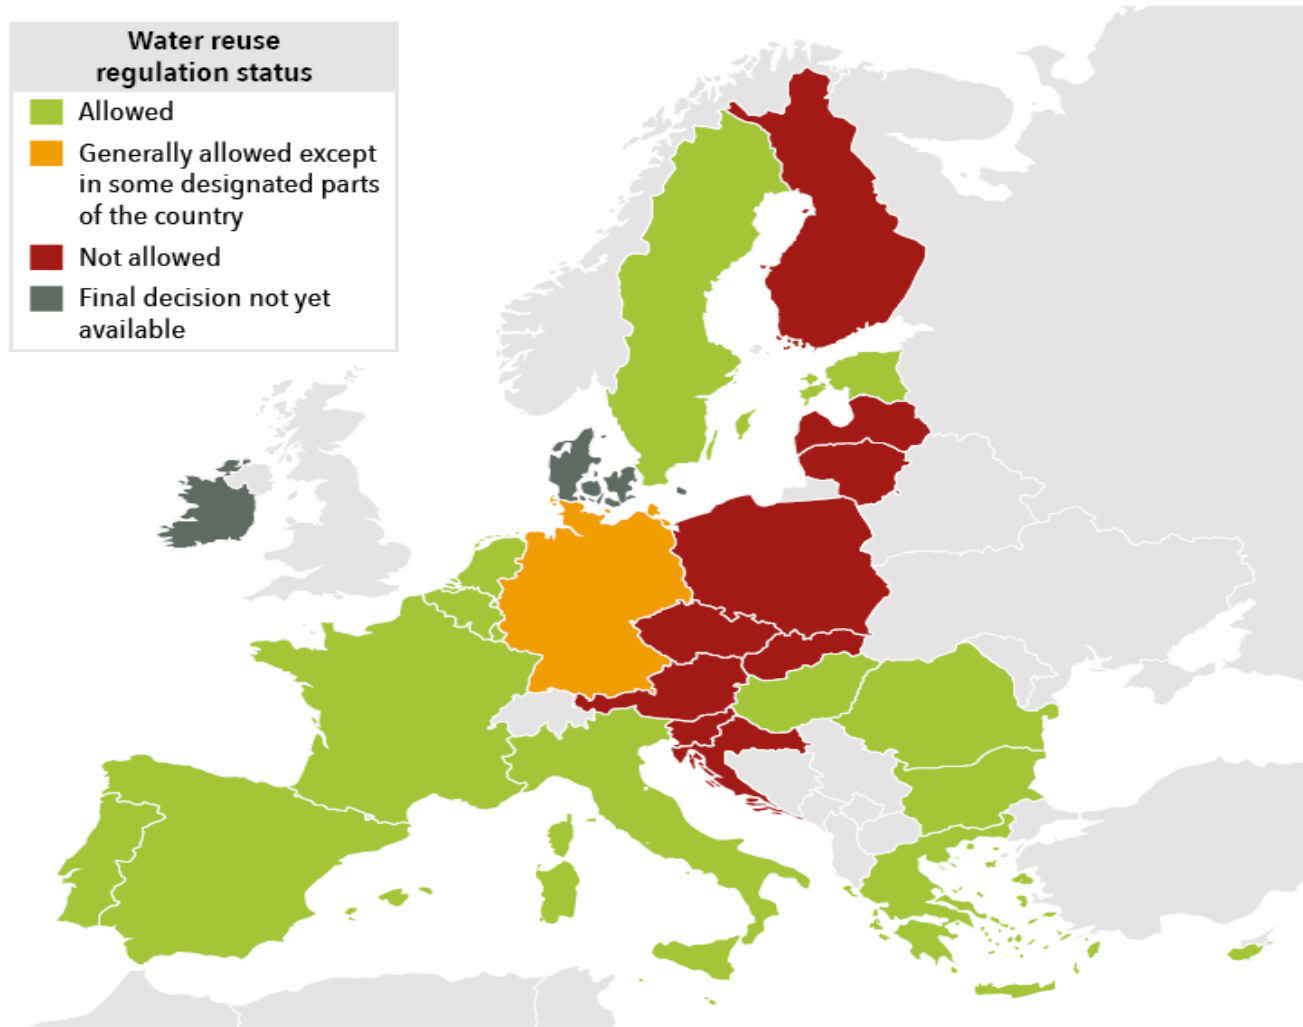 Water reuse
regulation status
Allowed
Generally allowed except
in some designated parts
of the country
Not allowed
Final decision not yet
available